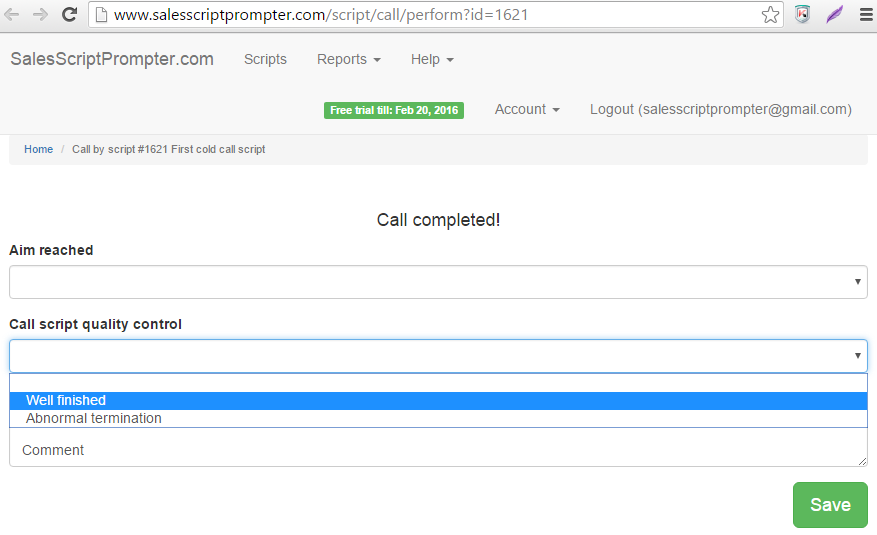 www.salesscriptprompter.com/script/call/perform?id=1621
SalesScriptPrompter.com Scripts Reports Help
Free trial till: Feb 20, 2016 Account Logout (salesscriptprompter@gmail.com)
Home / Call by script #1621 First cold call script
Call completed!
Aim reached
Call script quality control
Well finished
Abnormal termination
Comment
Save